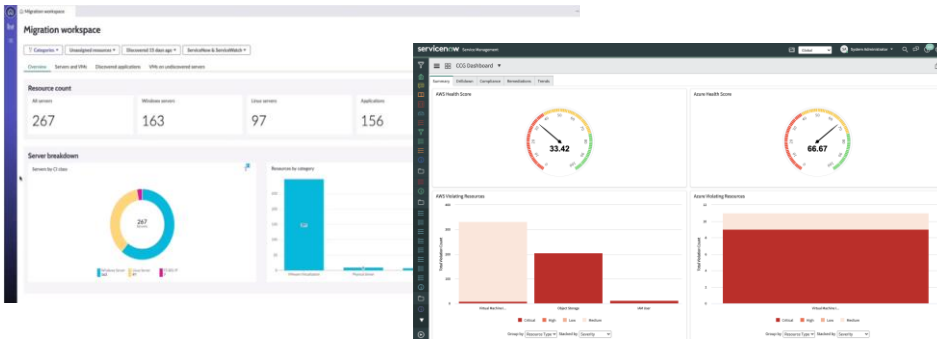 Migration workspace
Migration workspace
Categories
Unassigned resources
Discovered 15 days ago
ServiceNow & ServiceWatch
Overview
Servers and VMs
Discovered applications
VMs on undiscovered servers
Resource count
All servers
Windows servers
Linux servers
Applications
267
163
97
156
Server breakdown
Servers by CI class
Resources by category
267
servicenow Service Management
Global
System Administrator
CCG Dashboard
Summary
Compliance
Remediations
Trends
AWS Health Score
Azure Health Score
33.42
66.67
AWS Violating Resources
Azure Violating Resources
Total Violation Count
Total Violation Count
Virtual Machine I...
Object Storage
IAM User
Virtual Machine I...
Critical
High
Low
Medium
Critical
High
Low
Medium
Group by Resource Type Stacked by Severity
Group by Resource Type Stacked by Severity